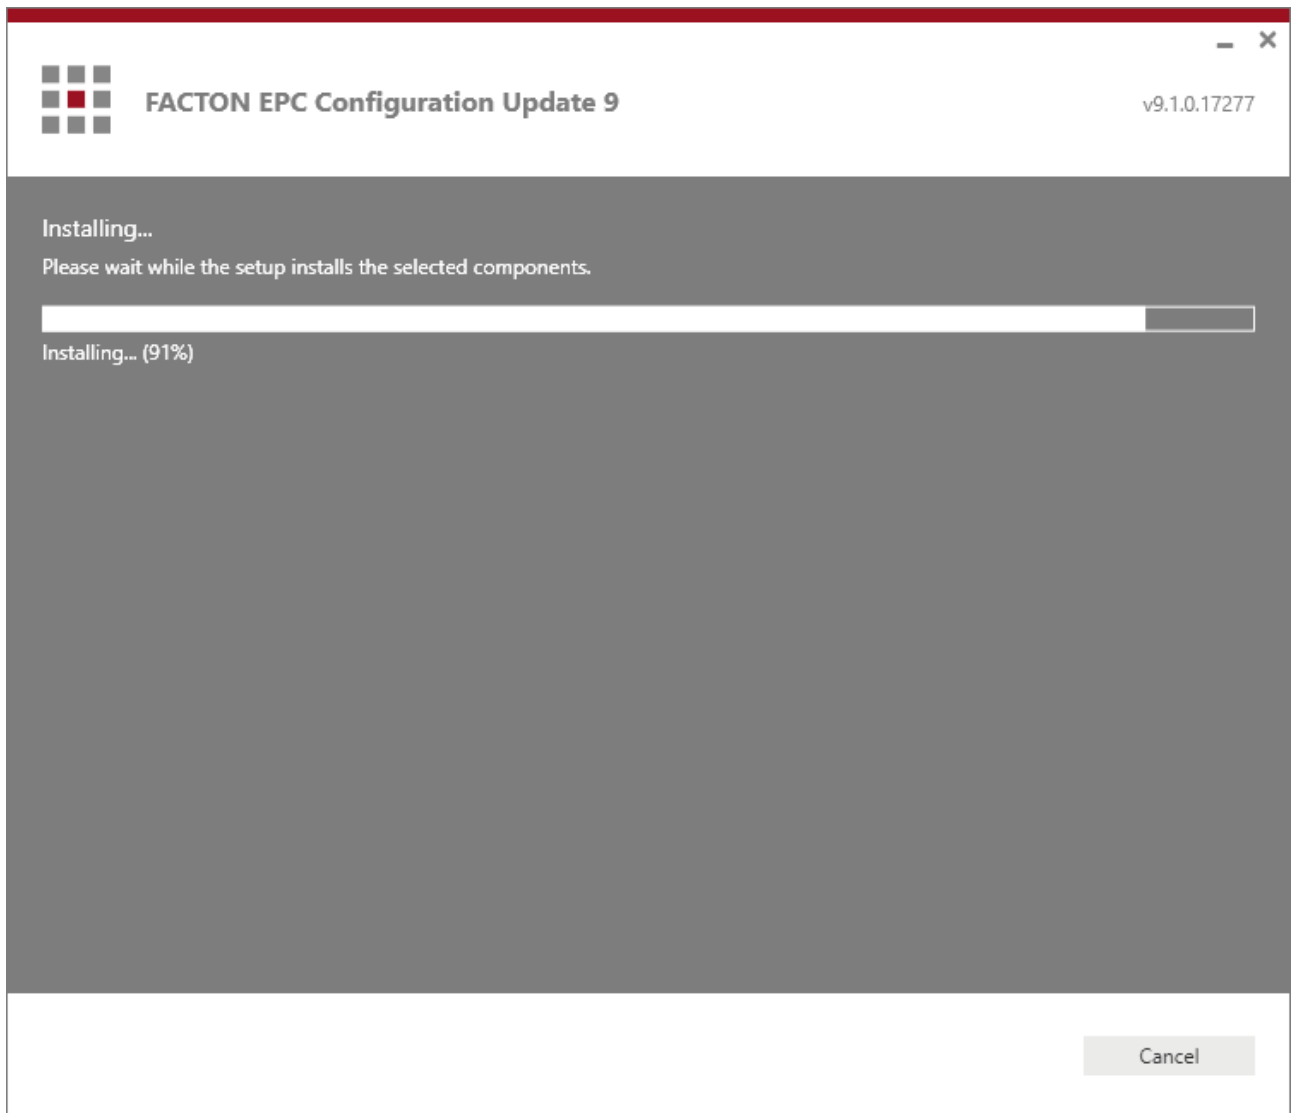 FACTON EPC Configuration Update 9
v9.1.0.17277
Installing...
Please wait while the setup installs the selected components.
Installing... (91%)
Cancel